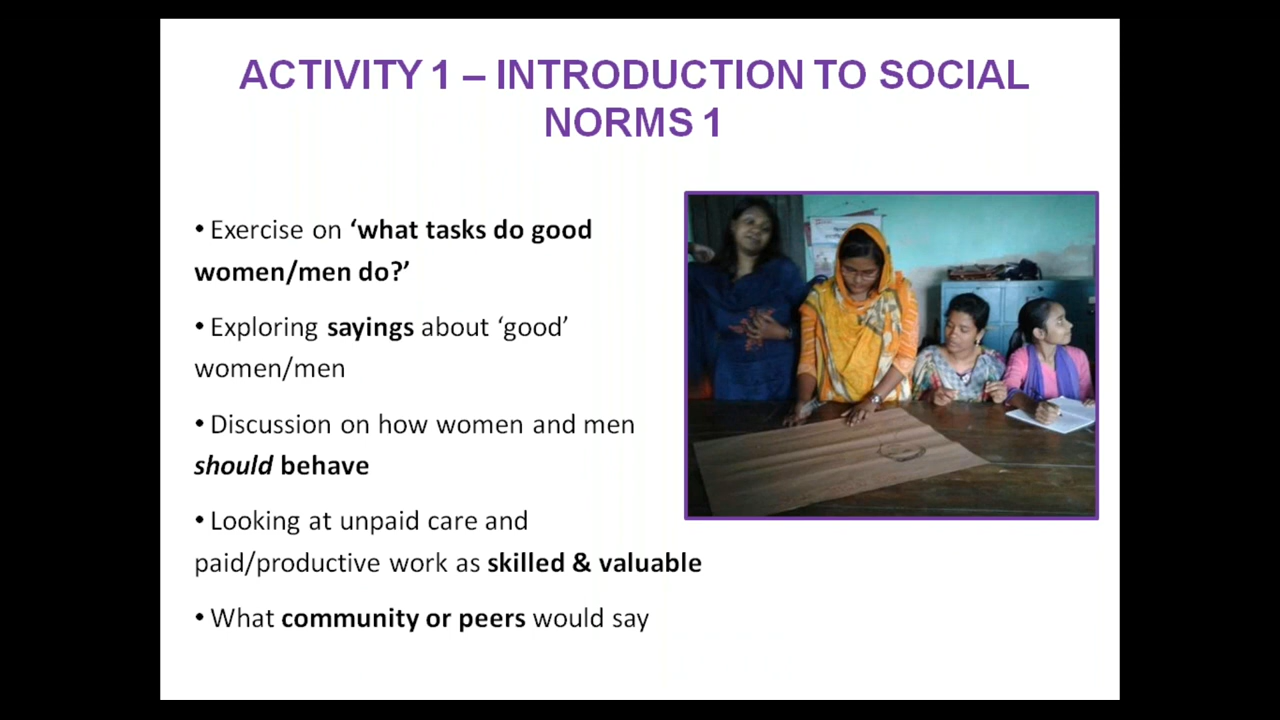 ACTIVITY 1 – INTRODUCTION TO SOCIAL
NORMS 1
• Exercise on ‘what tasks do good
women/men do?’
• Exploring sayings about ‘good’
women/men
• Discussion on how women and men
should behave
• Looking at unpaid care and
paid/productive work as skilled & valuable
• What community or peers would say